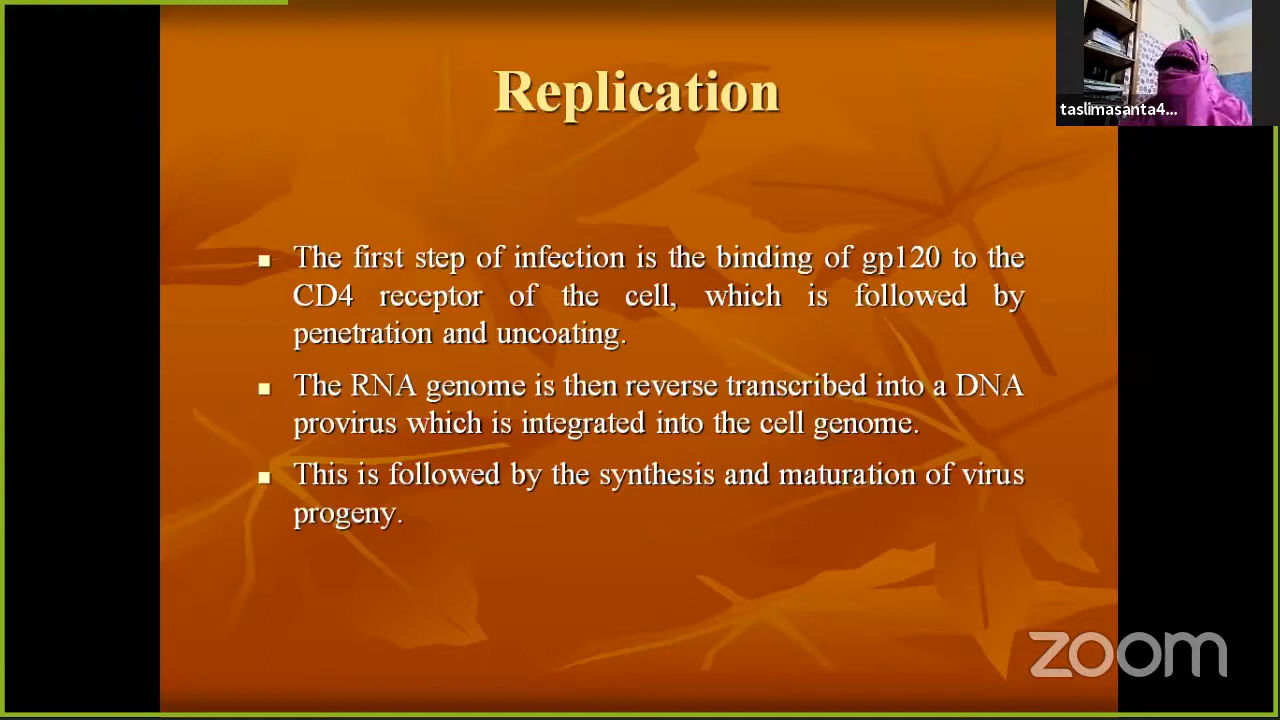 Replication
taslimasanta4...
The first step of infection is the binding of gp120 to the
CD4 receptor of the cell, which is followed by
penetration and uncoating.
The RNA genome is then reverse transcribed into a DNA
provirus which is integrated into the cell genome.
This is followed by the synthesis and maturation of virus
progeny.
zoom